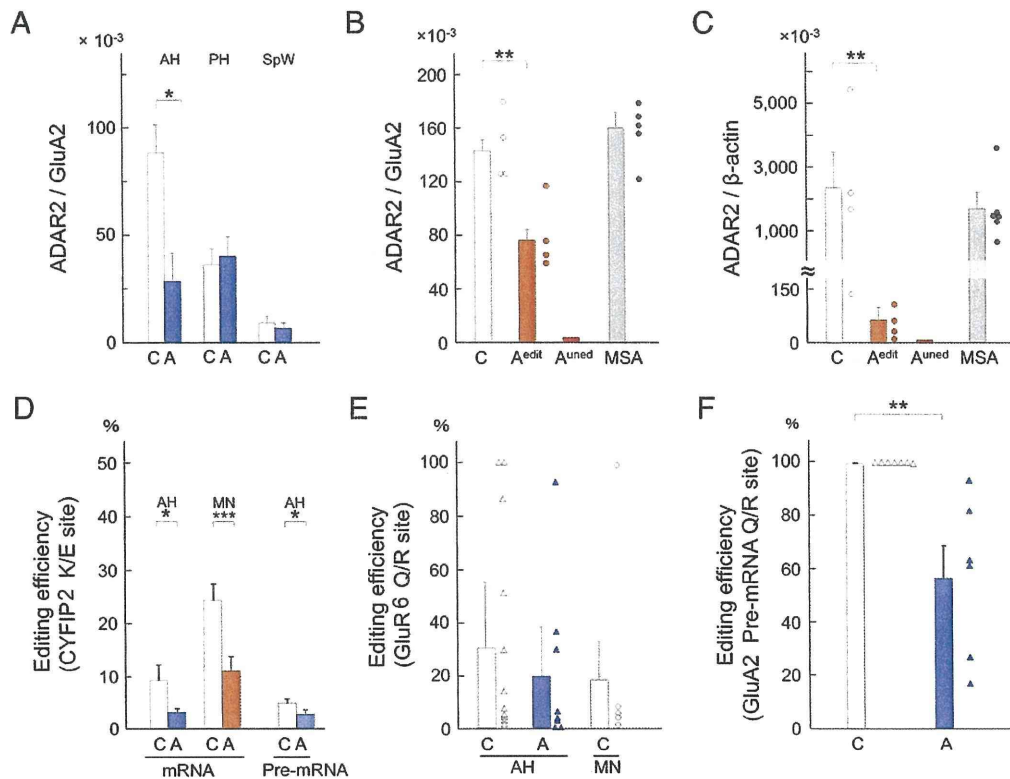 A
× 10⁻³
AH PH SpW
*
100
50
0
ADAR2 / GluA2
C A C A C A
B
× 10⁻³
**
200
160
120
80
40
0
ADAR2 / GluA2
C Aᵉᵈⁱᵗ Aᵘⁿᵉᵈ MSA
C
× 10⁻³
**
5,000
3,000
1,000
150
0
ADAR2 / β-actin
C Aᵉᵈⁱᵗ Aᵘⁿᵉᵈ MSA
D
%
50
40
30
20
10
0
AH MN AH
* *** *
Editing efficiency
(CYFIP2 K/E site)
C A C A C A
mRNA Pre-mRNA
E
%
100
80
60
40
20
0
Editing efficiency
(GluR 6 Q/R site)
C A C
AH MN
F
%
**
100
80
60
40
20
0
Editing efficiency
(GluA2 Pre-mRNA Q/R site)
C A